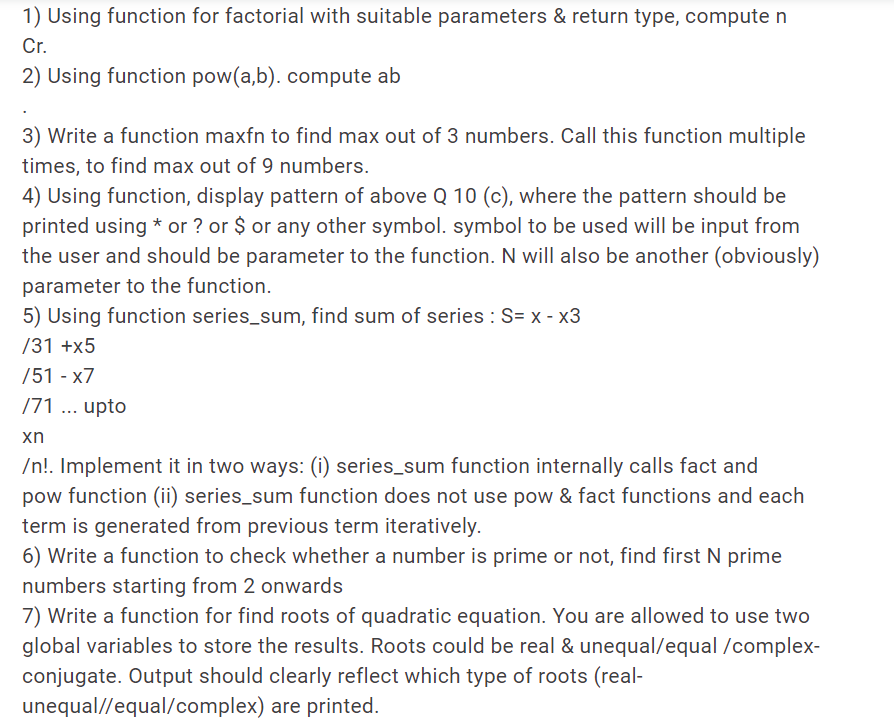 1) Using function for factorial with suitable parameters & return type, compute n
Cr.
2) Using function pow(a,b). compute ab
.
3) Write a function maxfn to find max out of 3 numbers. Call this function multiple
times, to find max out of 9 numbers.
4) Using function, display pattern of above Q 10 (c), where the pattern should be
printed using * or ? or $ or any other symbol. symbol to be used will be input from
the user and should be parameter to the function. N will also be another (obviously)
parameter to the function.
5) Using function series_sum, find sum of series : S= x - x3
/31 +x5
/51 - x7
/71 ... upto
xn
/n!. Implement it in two ways: (i) series_sum function internally calls fact and
pow function (ii) series_sum function does not use pow & fact functions and each
term is generated from previous term iteratively.
6) Write a function to check whether a number is prime or not, find first N prime
numbers starting from 2 onwards
7) Write a function for find roots of quadratic equation. You are allowed to use two
global variables to store the results. Roots could be real & unequal/equal /complex-
conjugate. Output should clearly reflect which type of roots (real-
unequal//equal/complex) are printed.